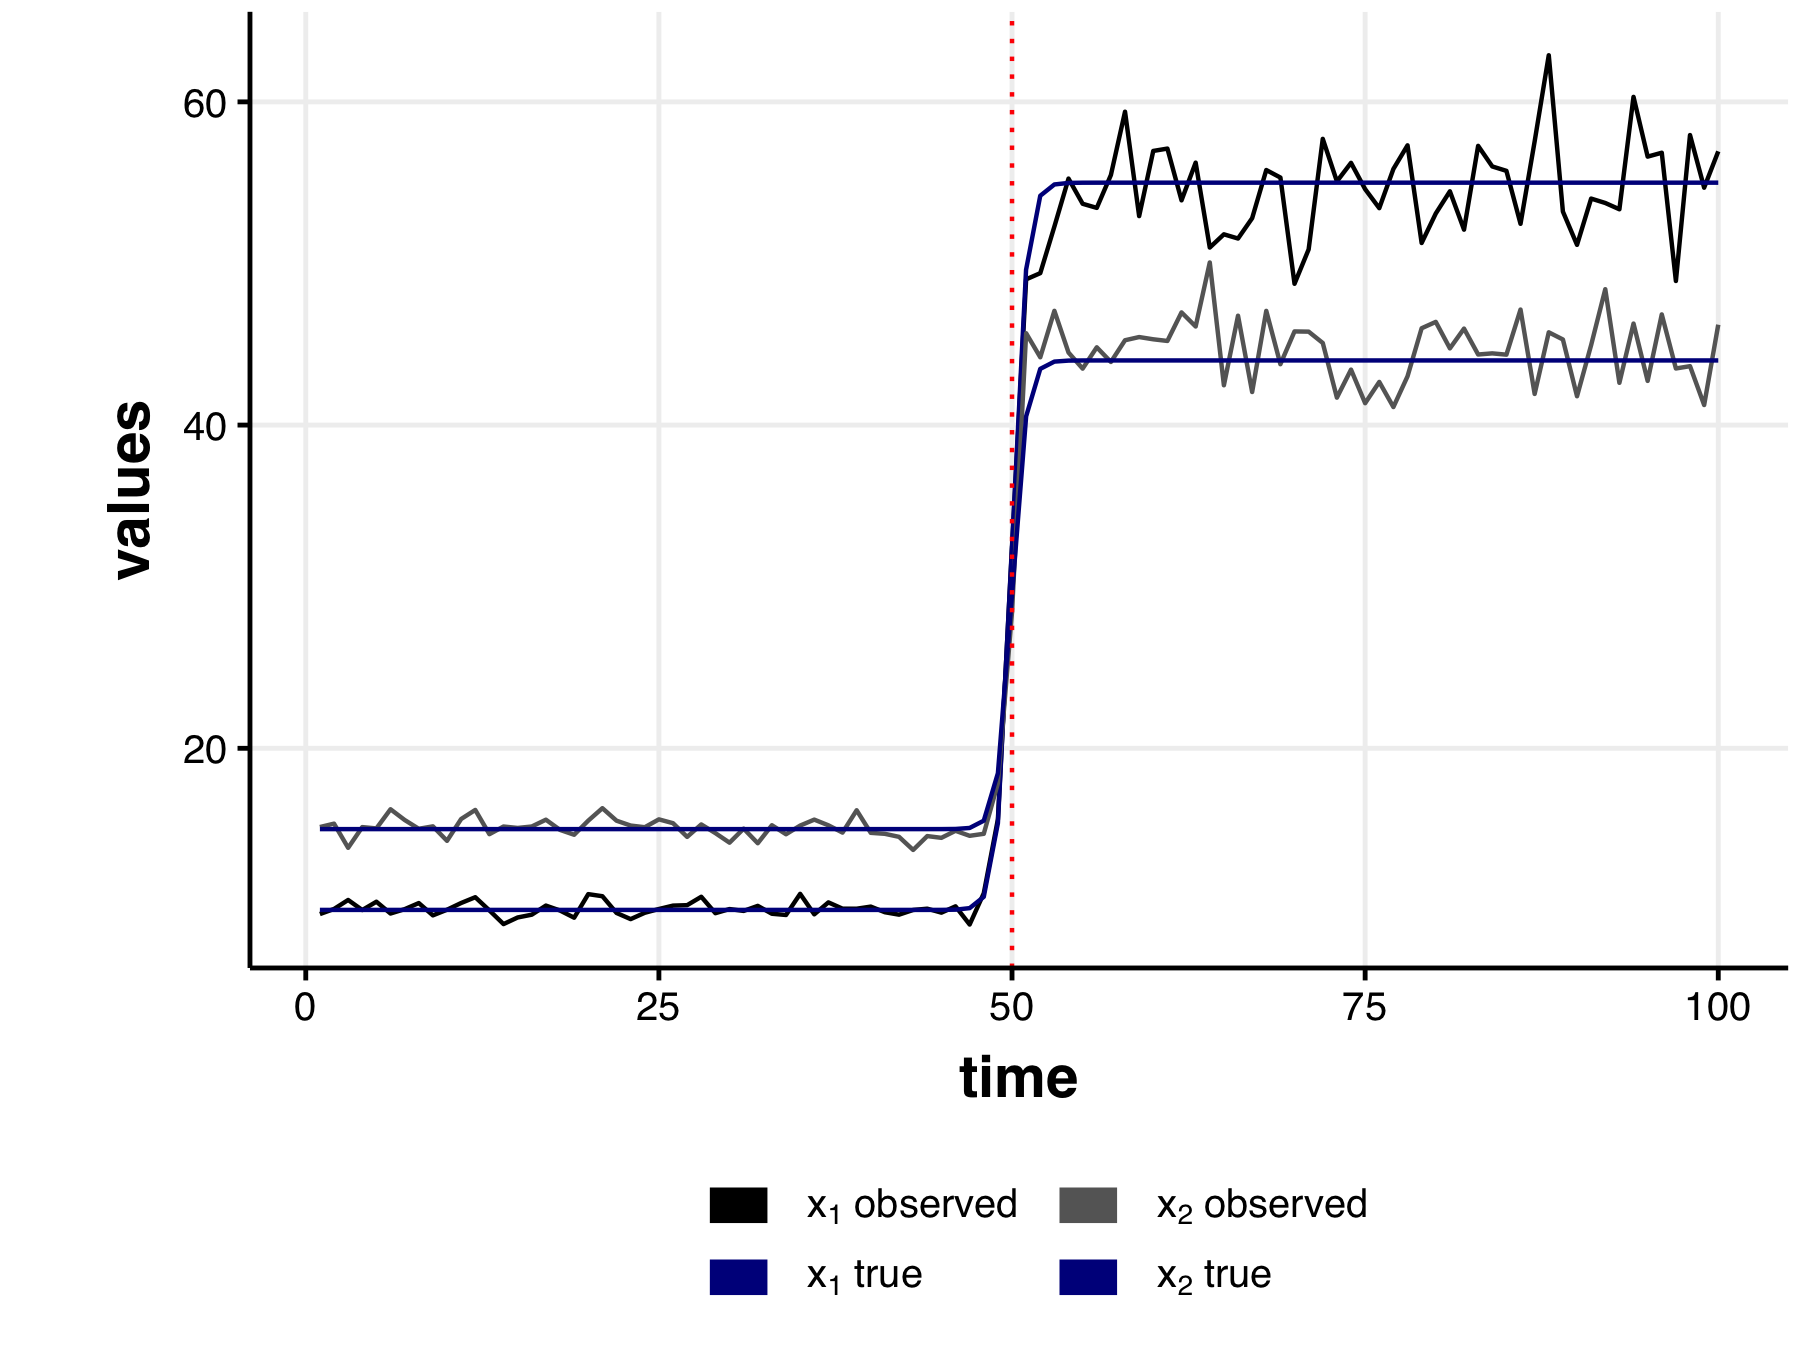 60
40
20
values
0 25 50 75 100
time
x₁ observed x₂ observed
x₁ true x₂ true